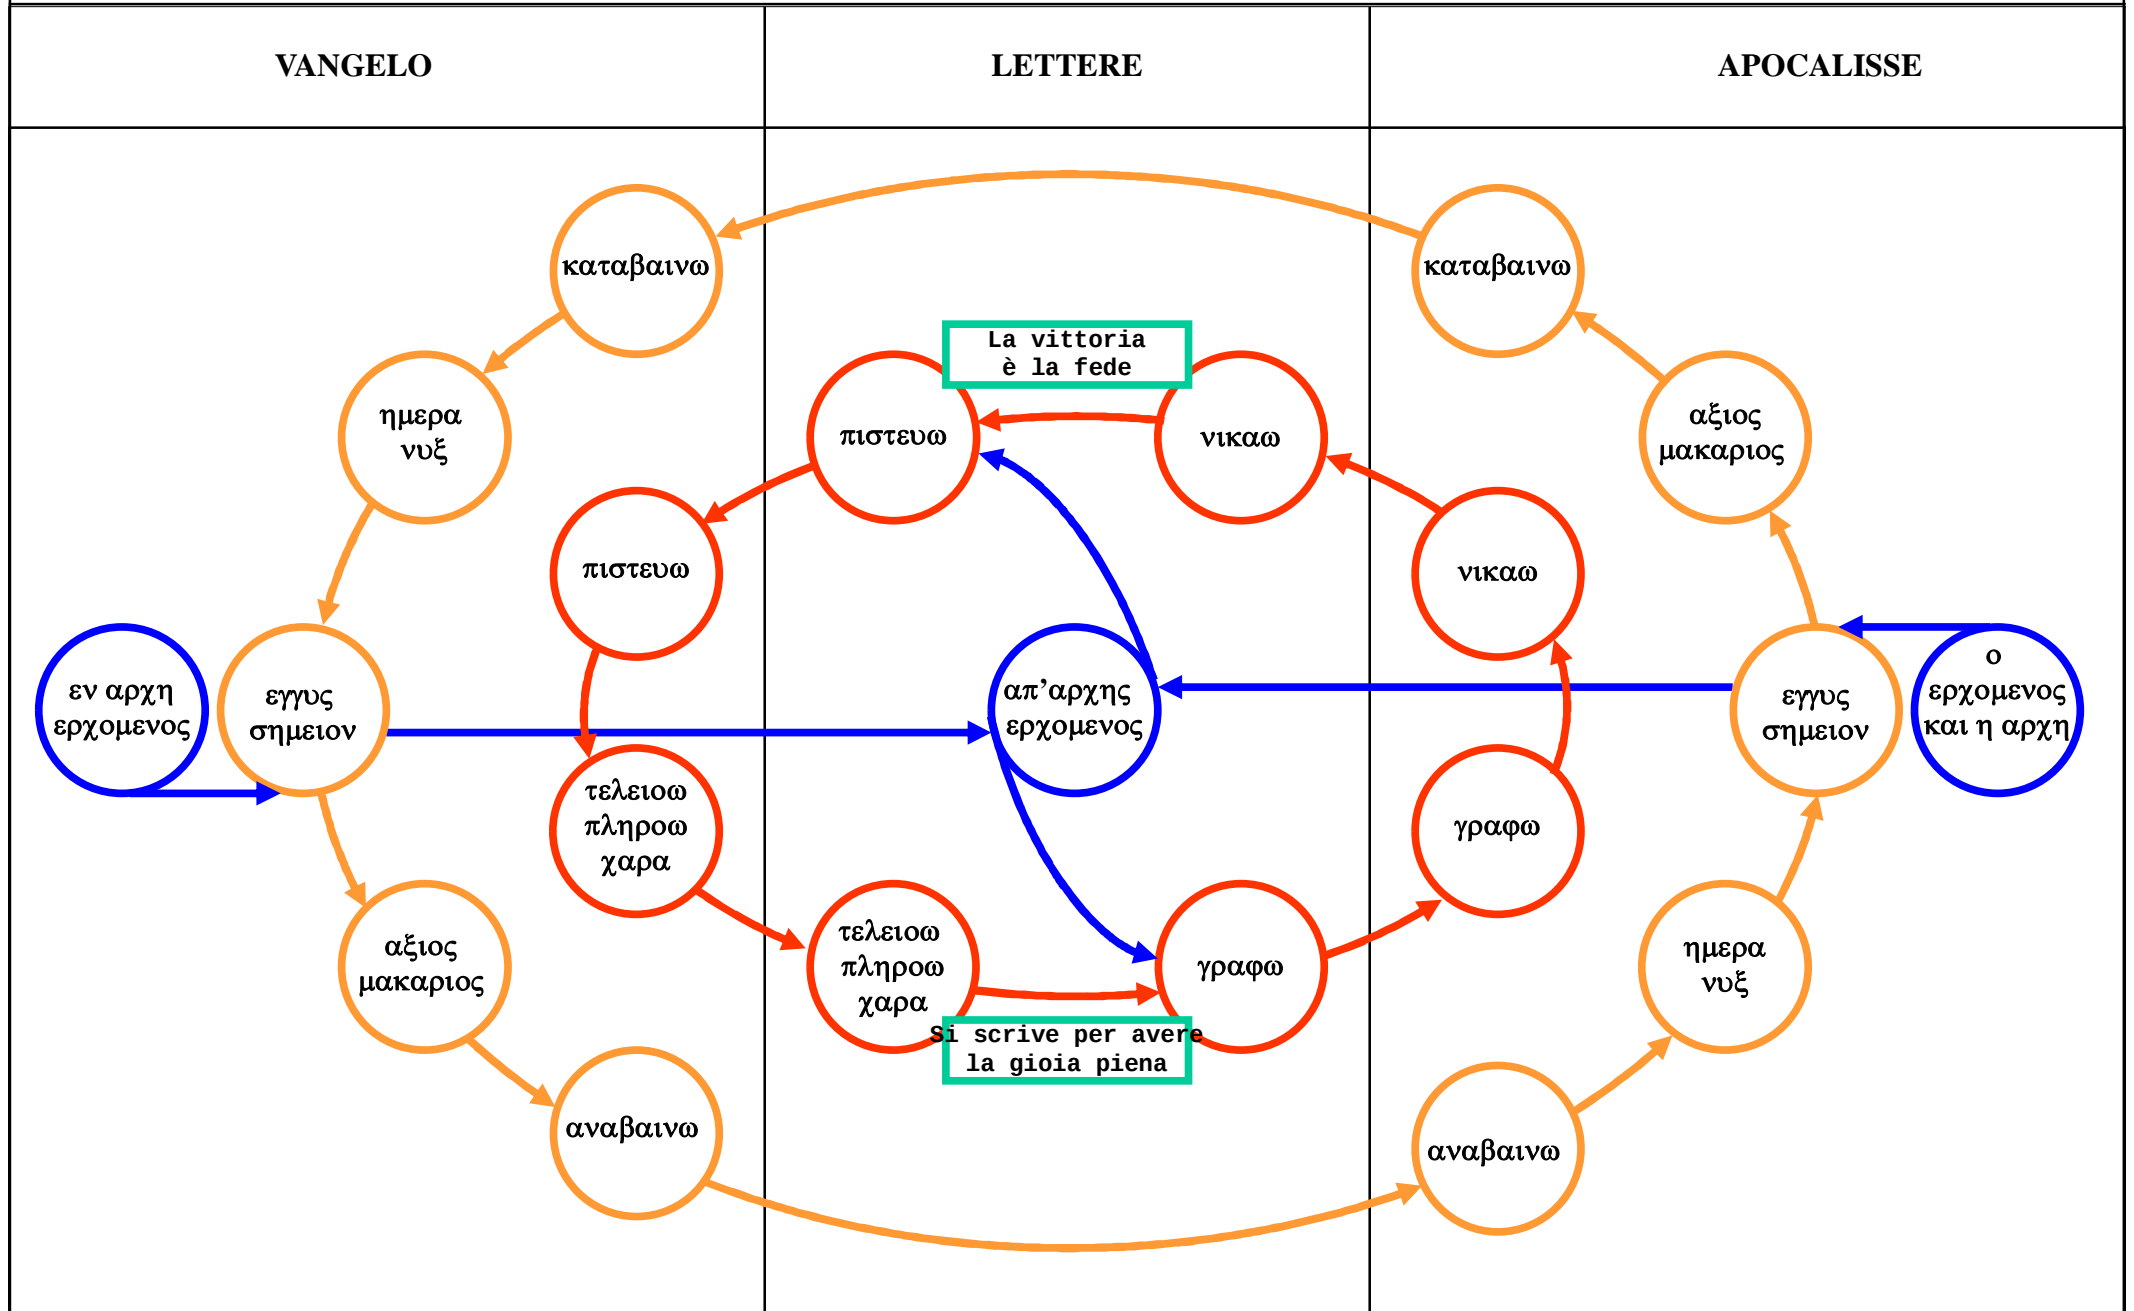 VANGELO
LETTERE
APOCALISSE
καταβαινω
καταβαινω
La vittoria
è la fede
ημερα
νυξ
πιστευω
νικαω
αξιος
μακαριος
πιστευω
νικαω
εν αρχη
ερχομενος
εγγυς
σημειον
απ’αρχης
ερχομενος
εγγυς
σημειον
ο
ερχομενος
και η αρχη
τελειοω
πληροω
χαρα
γραφω
αξιος
μακαριος
τελειοω
πληροω
χαρα
γραφω
ημερα
νυξ
Si scrive per avere
la gioia piena
αναβαινω
αναβαινω